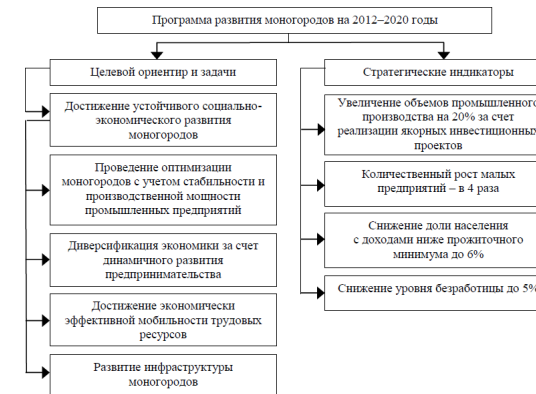 Программа развития моногородов на 2012–2020 годы
Целевой ориентир и задачи
Достижение устойчивого социально-
экономического развития
моногородов
Проведение оптимизации
моногородов с учетом стабильности и
производственной мощности
промышленных предприятий
Диверсификация экономики за счет
динамичного развития
предпринимательства
Достижение экономически
эффективной мобильности трудовых
ресурсов
Развитие инфраструктуры
моногородов
Стратегические индикаторы
Увеличение объемов промышленного
производства на 20% за счет
реализации якорных инвестиционных
проектов
Количественный рост малых
предприятий – в 4 раза
Снижение доли населения
с доходами ниже прожиточного
минимума до 6%
Снижение уровня безработицы до 5%